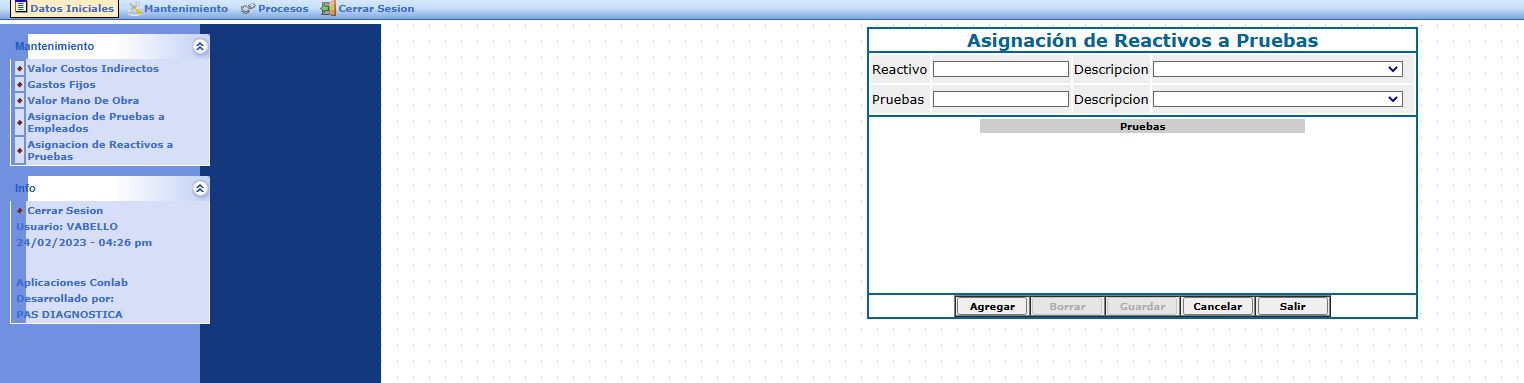 Datos Iniciales Mantenimiento Procesos Cerrar Sesion
Mantenimiento
Valor Costos Indirectos
Gastos Fijos
Valor Mano De Obra
Asignacion de Pruebas a
Empleados
Asignacion de Reactivos a
Pruebas
Info
Cerrar Sesion
Usuario: VABELLO
24/02/2023 - 04:26 pm
Aplicaciones Conlab
Desarrollado por:
PAS DIAGNOSTICA
Asignación de Reactivos a Pruebas
Reactivo Descripcion
Pruebas Descripcion
Pruebas
Agregar Borrar Guardar Cancelar Salir